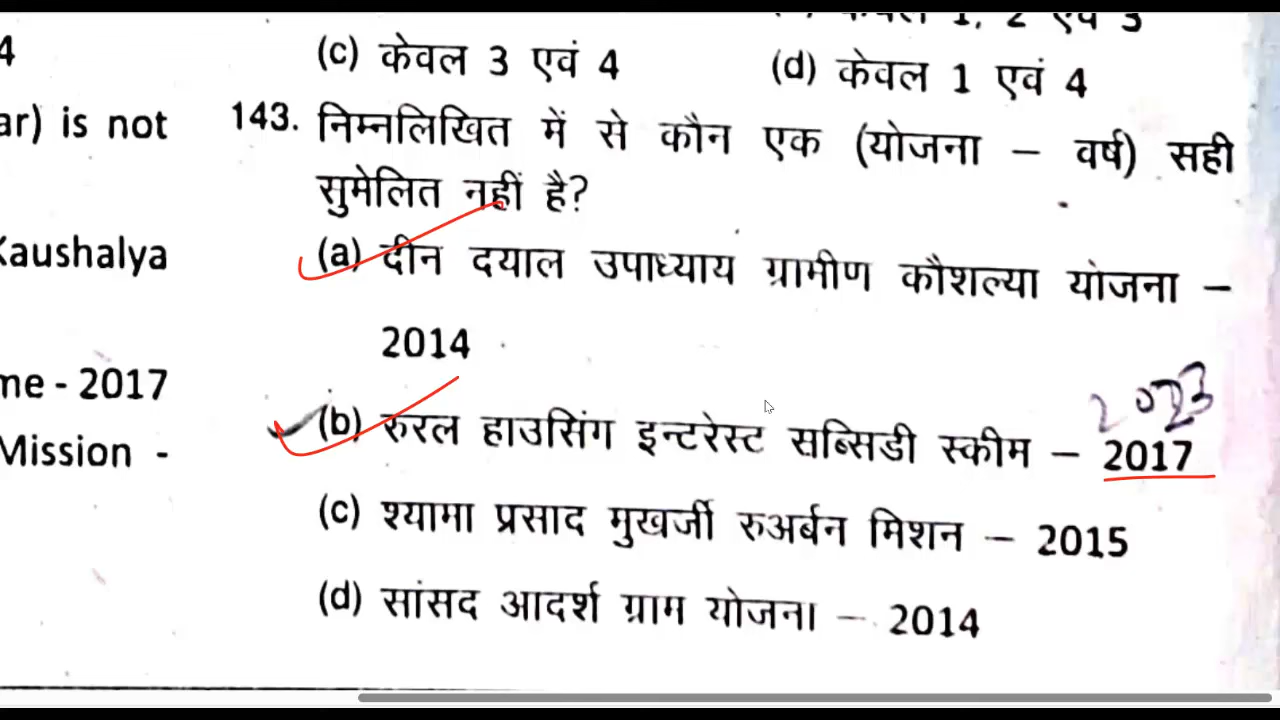 4
(c) केवल 3 एवं 4
(d) केवल 1 एवं 4
ar) is not
143. निम्नलिखित में से कौन एक (योजना – वर्ष) सही
सुमेलित नहीं है?
Kaushalya
(a) दीन दयाल उपाध्याय ग्रामीण कौशल्या योजना –
2014
me - 2017
2023
(b) रुरल हाउसिंग इन्टरेस्ट सब्सिडी स्कीम – 2017
Mission -
(c) श्यामा प्रसाद मुखर्जी रुअर्बन मिशन – 2015
(d) सांसद आदर्श ग्राम योजना – 2014